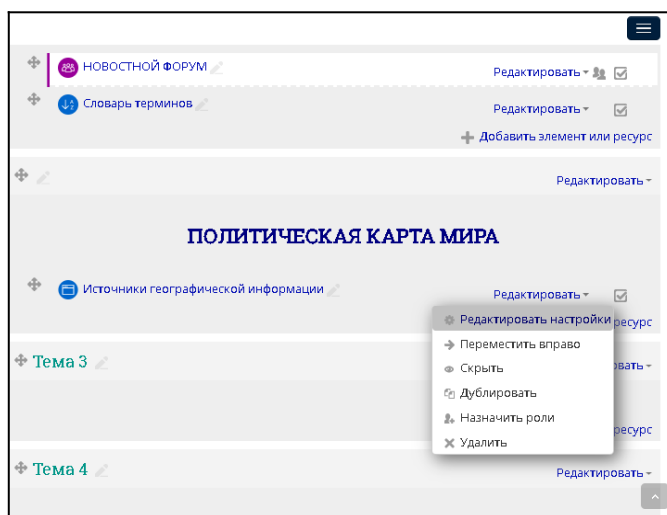 НОВОСТНОЙ ФОРУМ
Редактировать
Словарь терминов
Редактировать
Добавить элемент или ресурс
Редактировать
ПОЛИТИЧЕСКАЯ КАРТА МИРА
Источники географической информации
Редактировать
Редактировать настройки
ресурс
Переместить вправо
Тема 3
вать
Скрыть
Дублировать
Назначить роли
ресурс
Удалить
Тема 4
Редактировать